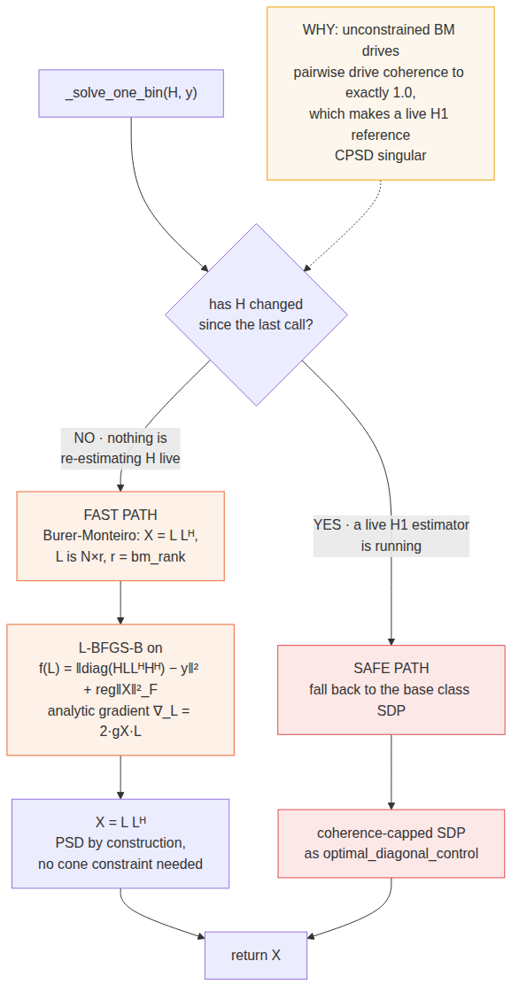 WHY: unconstrained BM
drives
pairwise drive coherence to
exactly 1.0,
which makes a live H1
reference
CPSD singular
_solve_one_bin(H, y)
has H changed
since the last call?
NO · nothing is
re-estimating H live
YES · a live H1 estimator
is running
FAST PATH
Burer-Monteiro: X = L Lᴴ,
L is N×r, r = bm_rank
L-BFGS-B on
f(L) = ‖diag(HLLᴴHᴴ) − y‖²
+ reg‖X‖²_F
analytic gradient ∇_L =
2·gX·L
SAFE PATH
fall back to the base class
SDP
X = L Lᴴ
PSD by construction,
no cone constraint needed
coherence-capped SDP
as optimal_diagonal_control
return X